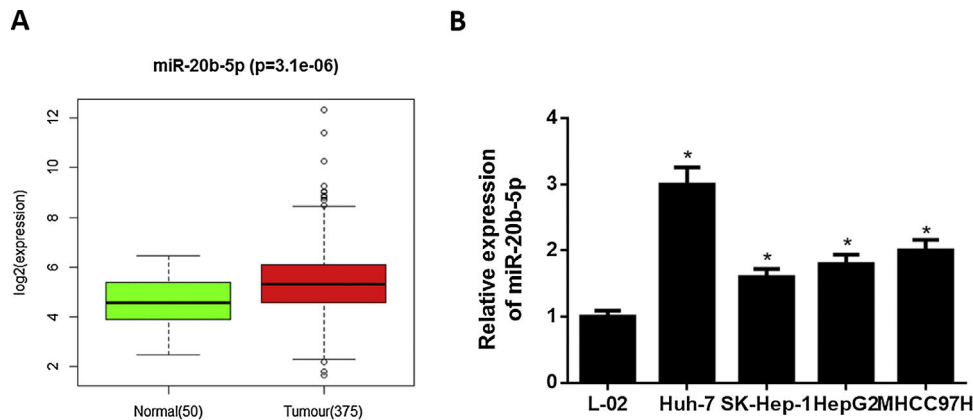 A
miR-20b-5p (p=3.1e-06)
log2(expression)
12
10
8
6
4
2
Normal(50) Tumour(375)
B
Relative expression
of miR-20b-5p
4
3
2
1
0
* * * *
L-02 Huh-7 SK-Hep-1 HepG2 MHCC97H